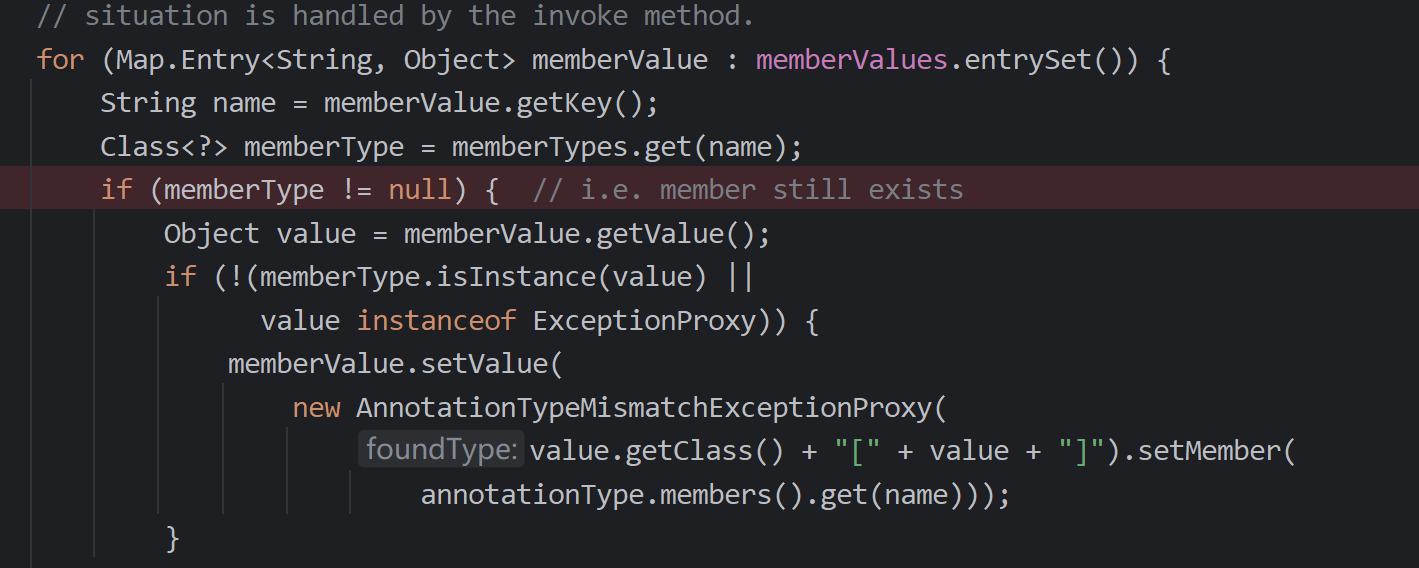 // situation is handled by the invoke method.
for (Map.Entry<String, Object> memberValue : memberValues.entrySet()) {
String name = memberValue.getKey();
Class<?> memberType = memberTypes.get(name);
if (memberType != null) {  // i.e. member still exists
Object value = memberValue.getValue();
if (!(memberType.isInstance(value) ||
value instanceof ExceptionProxy)) {
memberValue.setValue(
new AnnotationTypeMismatchExceptionProxy(
foundType: value.getClass() + "[" + value + "]").setMember(
annotationType.members().get(name)));
}